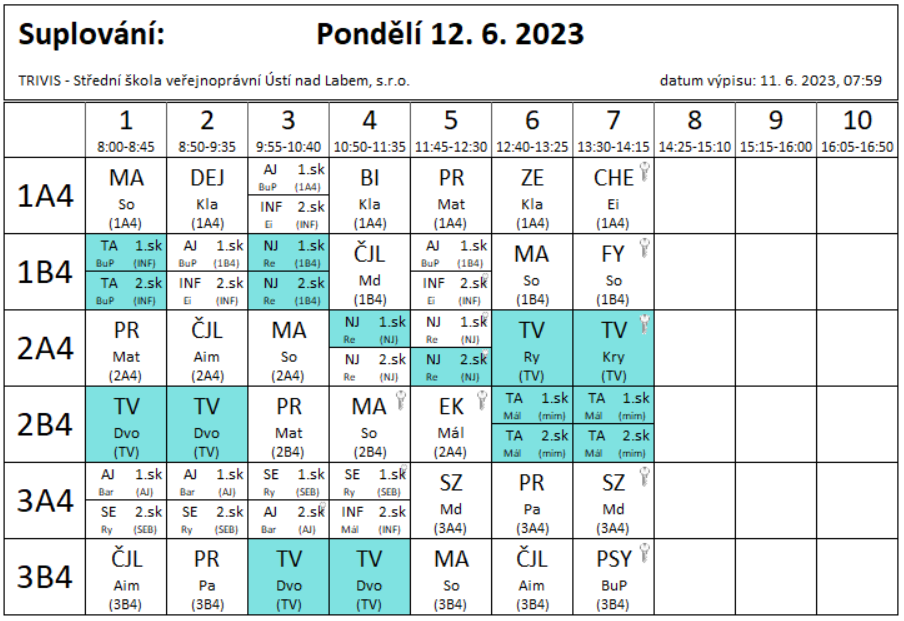 Suplování: Pondělí 12. 6. 2023
TRIVIS - Střední škola veřejnoprávní Ústí nad Labem, s.r.o. datum výpisu: 11. 6. 2023, 07:59
1 2 3 4 5 6 7 8 9 10
8:00-8:45 8:50-9:35 9:55-10:40 10:50-11:35 11:45-12:30 12:40-13:25 13:30-14:15 14:25-15:10 15:15-16:00 16:05-16:50
1A4
MA So (1A4)
DEJ Kla (1A4)
AJ 1.sk BuP (1A4)
INF 2.sk Ei (INF)
BI Kla (1A4)
PR Mat (1A4)
ZE Kla (1A4)
CHE Ei (1A4)
1B4
TA 1.sk BuP (INF)
TA 2.sk BuP (INF)
AJ 1.sk BuP (1B4)
INF 2.sk Ei (INF)
NJ 1.sk Re (1B4)
NJ 2.sk Re (1B4)
ČJL Md (1B4)
AJ 1.sk BuP (1B4)
INF 2.sk Ei (INF)
MA So (1B4)
FY So (1B4)
2A4
PR Mat (2A4)
ČJL Aim (2A4)
MA So (2A4)
NJ 1.sk Re (NJ)
NJ 2.sk Re (NJ)
NJ 1.sk Re (NJ)
NJ 2.sk Re (NJ)
TV Ry (TV)
TV Kry (TV)
2B4
TV Dvo (TV)
TV Dvo (TV)
PR Mat (2B4)
MA So (2B4)
EK Mál (2A4)
TA 1.sk Mál (mim)
TA 2.sk Mál (mim)
TA 1.sk Mál (mim)
TA 2.sk Mál (mim)
3A4
AJ 1.sk Bar (AJ)
SE 2.sk Ry (SEB)
AJ 1.sk Bar (AJ)
SE 2.sk Ry (SEB)
SE 1.sk Ry (SEB)
AJ 2.sk Bar (AJ)
SE 1.sk Ry (SEB)
INF 2.sk Mál (INF)
SZ Md (3A4)
PR Pa (3A4)
SZ Md (3A4)
3B4
ČJL Aim (3B4)
PR Pa (3B4)
TV Dvo (TV)
TV Dvo (TV)
MA So (3B4)
ČJL Aim (3B4)
PSY BuP (3B4)